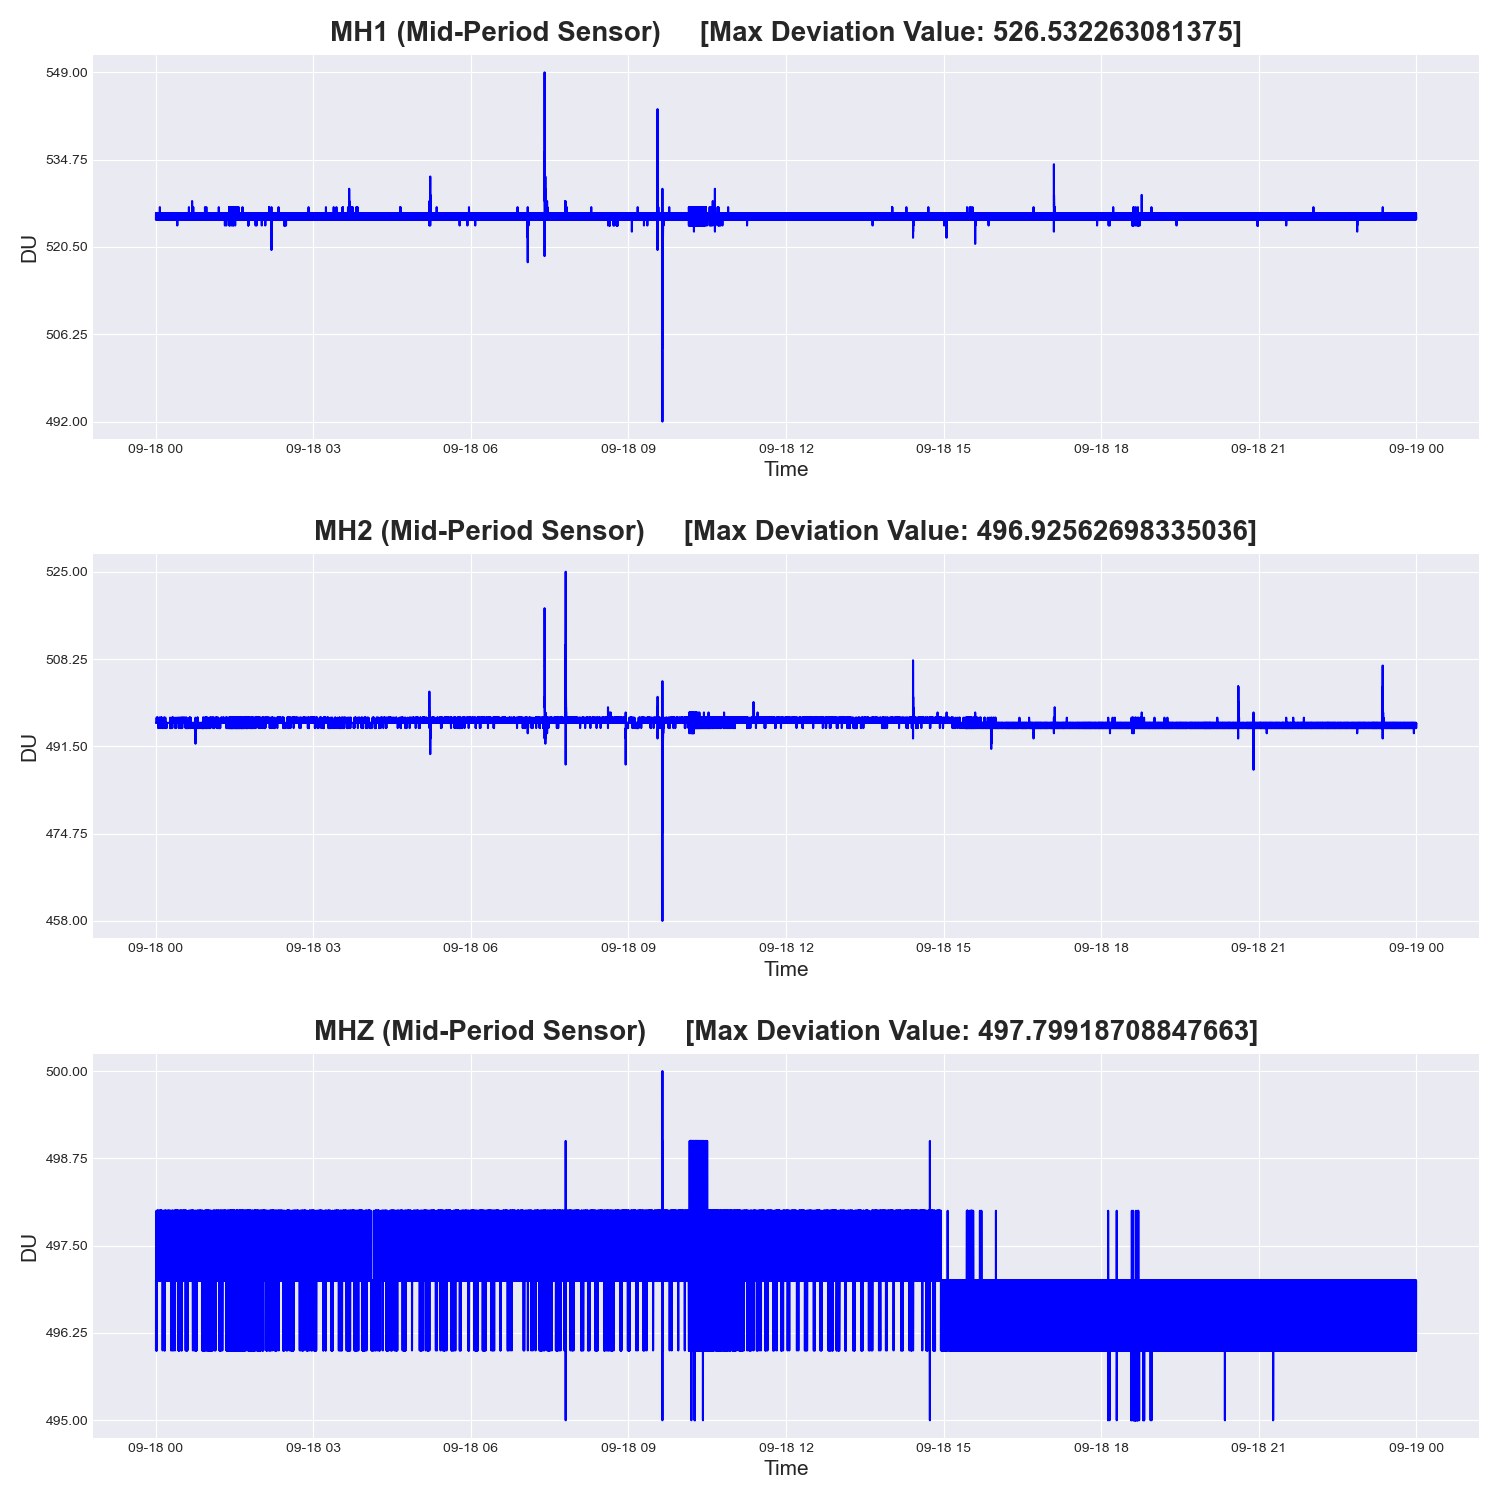 MH1 (Mid-Period Sensor) [Max Deviation Value: 526.532263081375]
549.00
534.75
520.50
506.25
492.00
DU
09-18 00 09-18 03 09-18 06 09-18 09 09-18 12 09-18 15 09-18 18 09-18 21 09-19 00
Time
MH2 (Mid-Period Sensor) [Max Deviation Value: 496.92562698335036]
525.00
508.25
491.50
474.75
458.00
DU
09-18 00 09-18 03 09-18 06 09-18 09 09-18 12 09-18 15 09-18 18 09-18 21 09-19 00
Time
MHZ (Mid-Period Sensor) [Max Deviation Value: 497.79918708847663]
500.00
498.75
497.50
496.25
495.00
DU
09-18 00 09-18 03 09-18 06 09-18 09 09-18 12 09-18 15 09-18 18 09-18 21 09-19 00
Time